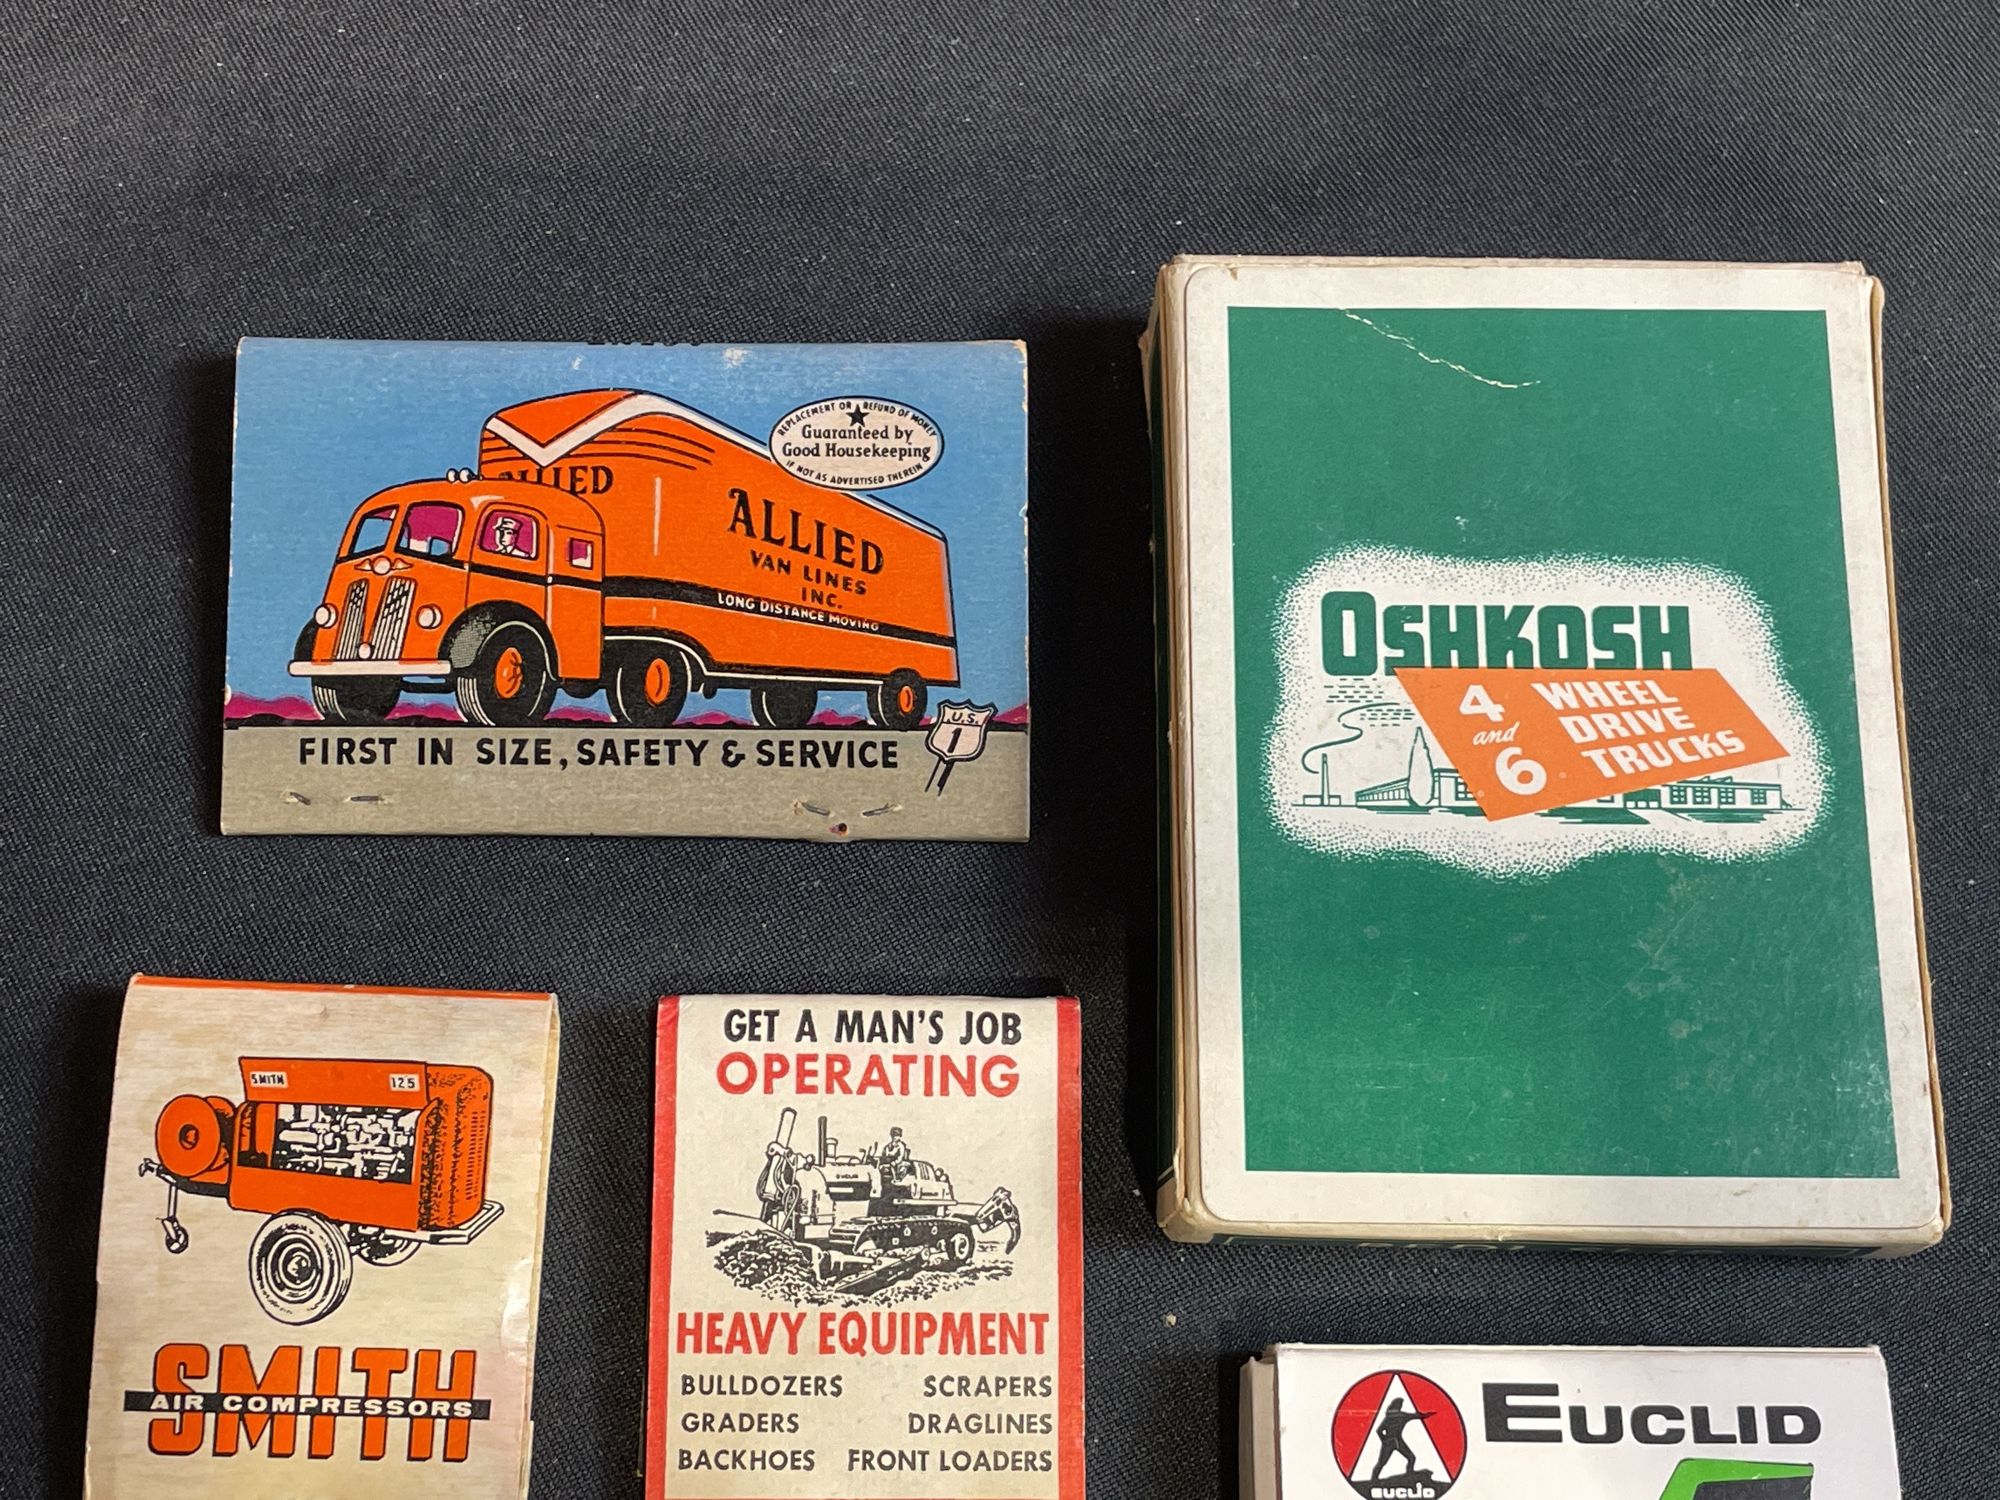 REPLACEMENT OR REFUND OF MONEY
Guaranteed by
Good Housekeeping
IF NOT AS ADVERTISED THEREIN
ALLIED
ALLIED
VAN LINES
INC.
LONG DISTANCE MOVING
U.S.
1
FIRST IN SIZE, SAFETY & SERVICE
OSHKOSH
4 and 6
WHEEL
DRIVE
TRUCKS
SMITH 125
SMITH
AIR COMPRESSORS
GET A MAN'S JOB
OPERATING
EUCLID
HEAVY EQUIPMENT
BULLDOZERS SCRAPERS
GRADERS DRAGLINES
BACKHOES FRONT LOADERS
EUCLID
EUCLID